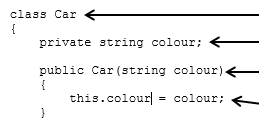 class Car
{
private string colour;
public Car(string colour)
{
this.colour = colour;
}